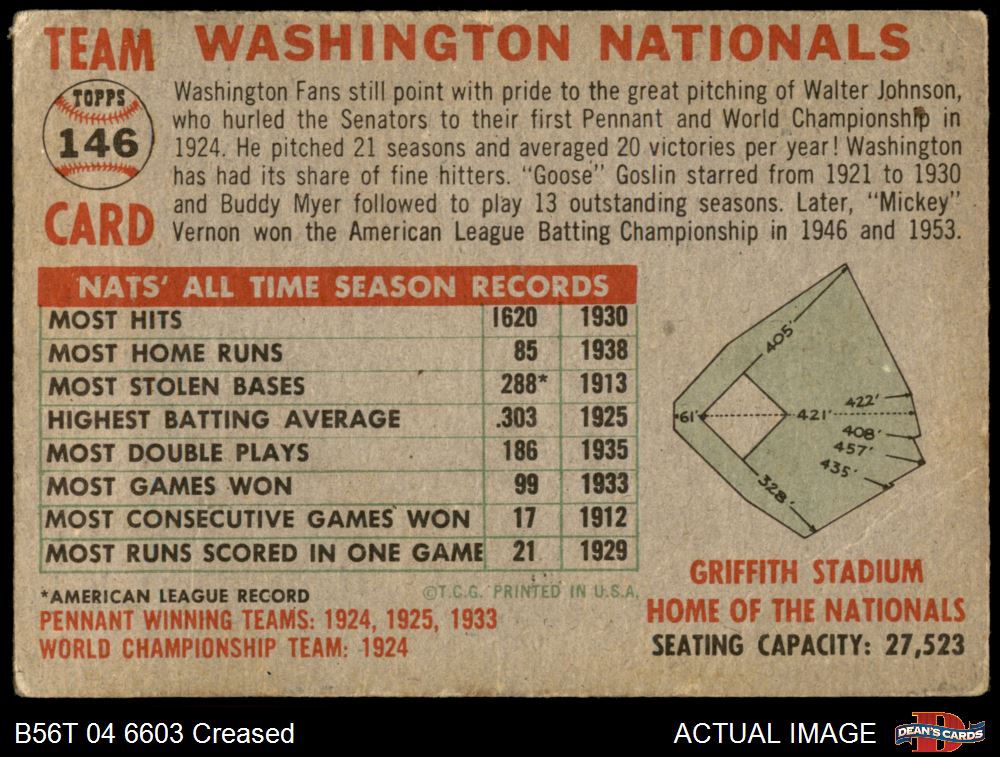 TEAM WASHINGTON NATIONALS
TOPPS
146
CARD
Washington Fans still point with pride to the great pitching of Walter Johnson,
who hurled the Senators to their first Pennant and World Championship in
1924. He pitched 21 seasons and averaged 20 victories per year! Washington
has had its share of fine hitters. "Goose" Goslin starred from 1921 to 1930
and Buddy Myer followed to play 13 outstanding seasons. Later, "Mickey"
Vernon won the American League Batting Championship in 1946 and 1953.
NATS' ALL TIME SEASON RECORDS
MOST HITS 1620 1930
MOST HOME RUNS 85 1938
MOST STOLEN BASES 288* 1913
HIGHEST BATTING AVERAGE .303 1925
MOST DOUBLE PLAYS 186 1935
MOST GAMES WON 99 1933
MOST CONSECUTIVE GAMES WON 17 1912
MOST RUNS SCORED IN ONE GAME 21 1929
*AMERICAN LEAGUE RECORD
©T.C.G. PRINTED IN U.S.A.
PENNANT WINNING TEAMS: 1924, 1925, 1933
WORLD CHAMPIONSHIP TEAM: 1924
405'
422'
61'
421'
408'
457'
435'
328'
GRIFFITH STADIUM
HOME OF THE NATIONALS
SEATING CAPACITY: 27,523
B56T 04 6603 Creased
ACTUAL IMAGE
D
DEAN'S CARDS